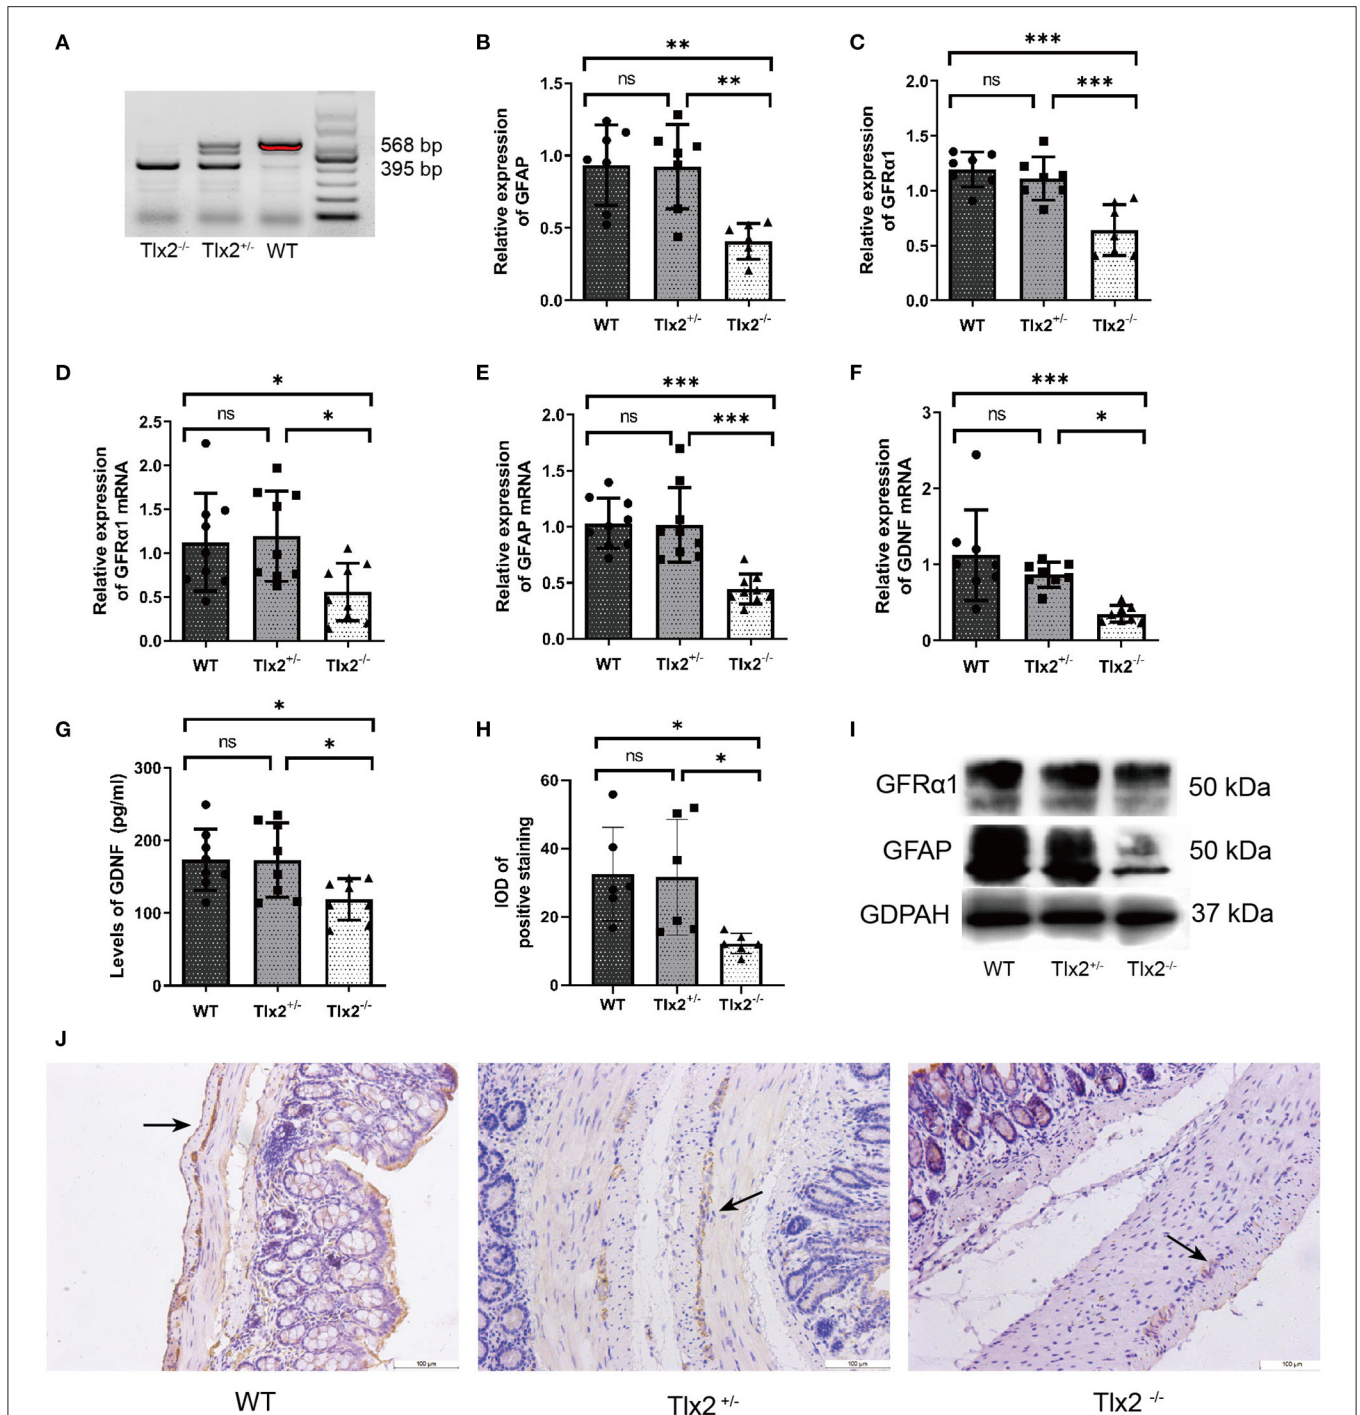 A
568 bp
395 bp
Tlx2-/- Tlx2+/- WT
B
**
ns **
Relative expression
of GFAP
1.5
1.0
0.5
0.0
WT Tlx2+/- Tlx2-/-
C
***
ns ***
Relative expression
of GFRα1
2.0
1.5
1.0
0.5
0.0
WT Tlx2+/- Tlx2-/-
D
*
ns *
Relative expression
of GFRα1 mRNA
2.5
2.0
1.5
1.0
0.5
0.0
WT Tlx2+/- Tlx2-/-
E
***
ns ***
Relative expression
of GFAP mRNA
2.0
1.5
1.0
0.5
0.0
WT Tlx2+/- Tlx2-/-
F
***
ns *
Relative expression
of GDNF mRNA
3
2
1
0
WT Tlx2+/- Tlx2-/-
G
*
ns *
Levels of GDNF (pg/ml)
300
200
100
0
WT Tlx2+/- Tlx2-/-
H
*
ns *
IOD of
positive staining
60
40
20
0
WT Tlx2+/- Tlx2-/-
I
GFRα1 50 kDa
GFAP 50 kDa
GDPAH 37 kDa
WT Tlx2+/- Tlx2-/-
J
100 µm
100 µm
100 µm
WT Tlx2 +/- Tlx2 -/-